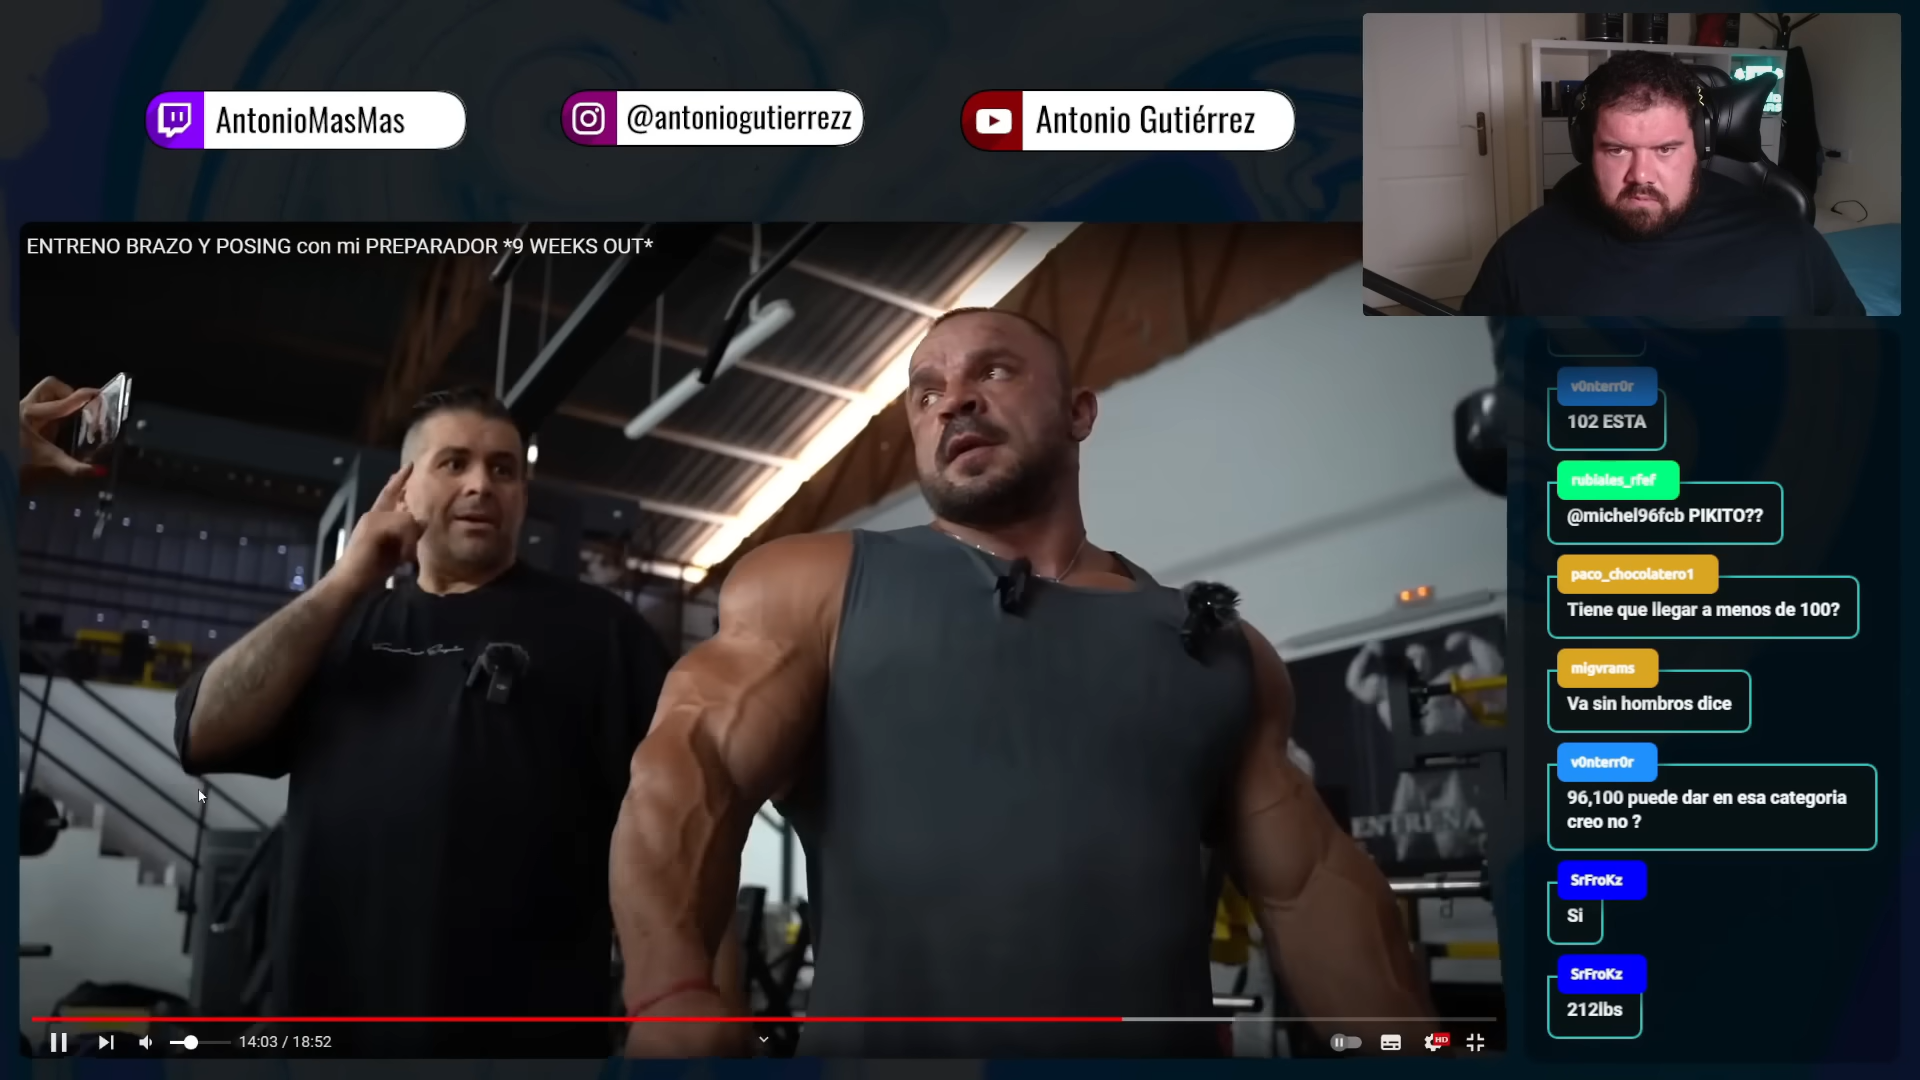 AntonioMasMas
@antoniogutierrezz
Antonio Gutiérrez
ENTRENO BRAZO Y POSING con mi PREPARADOR *9 WEEKS OUT*
v0nterr0r
102 ESTA
rubiales_rfef
@michel96fcb PIKITO??
paco_chocolatero1
Tiene que llegar a menos de 100?
migvrams
Va sin hombros dice
v0nterr0r
96,100 puede dar en esa categoria
creo no ?
SrFroKz
Si
SrFroKz
212lbs
ENTRENA
14:03 / 18:52
HD